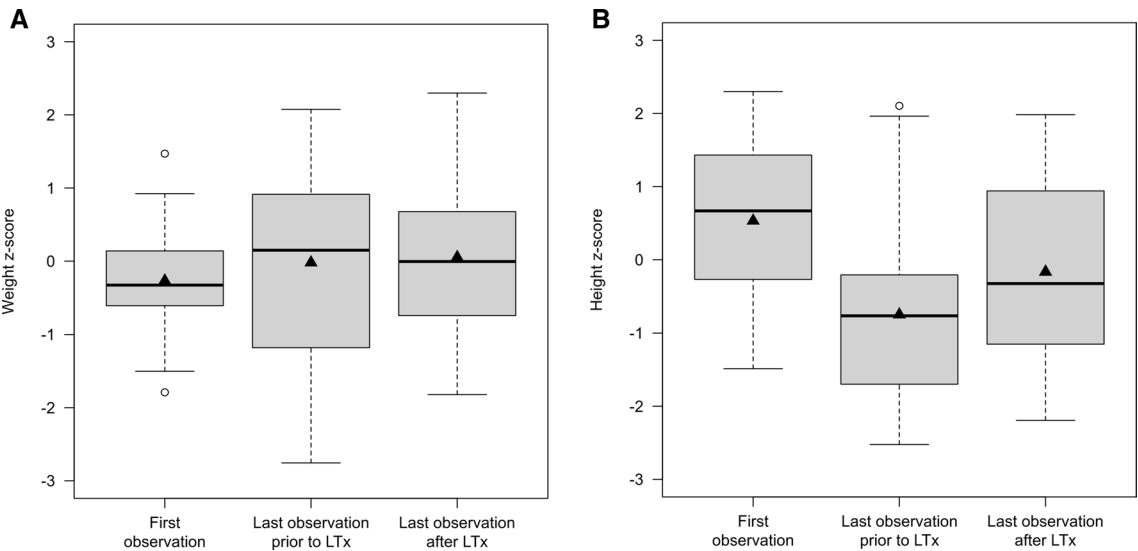 A
Weight z-score
3
2
1
0
-1
-2
-3
First
observation
Last observation
prior to LTx
Last observation
after LTx
B
Height z-score
3
2
1
0
-1
-2
-3
First
observation
Last observation
prior to LTx
Last observation
after LTx